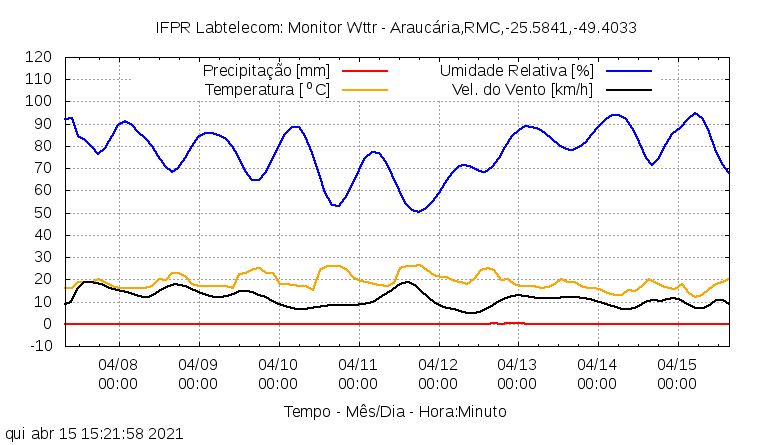 IFPR Labtelecom: Monitor Wttr - Araucária,RMC,-25.5841,-49.4033
Precipitação [mm]
Umidade Relativa [%]
Temperatura [⁰C]
Vel. do Vento [km/h]
120
110
100
90
80
70
60
50
40
30
20
10
0
-10
04/08 04/09 04/10 04/11 04/12 04/13 04/14 04/15
00:00 00:00 00:00 00:00 00:00 00:00 00:00 00:00
Tempo - Mês/Dia - Hora:Minuto
qui abr 15 15:21:58 2021